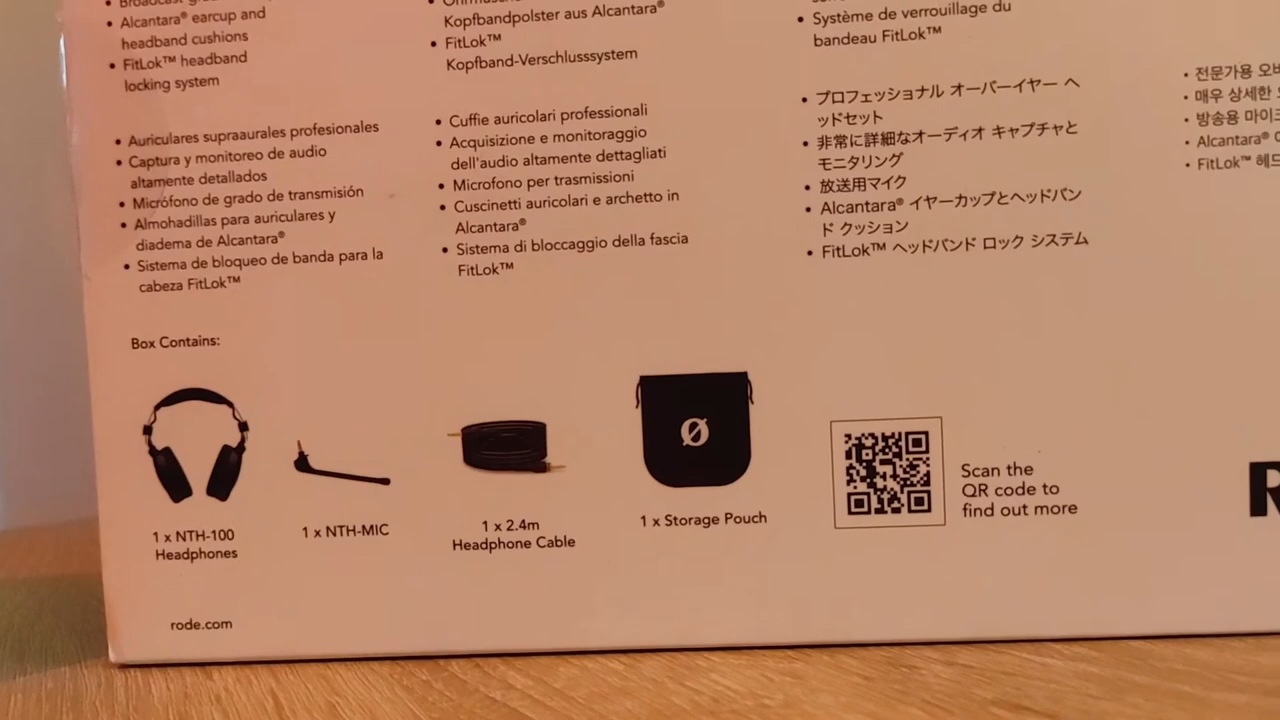 Alcantara® earcup and
headband cushions
FitLok™ headband
locking system
Kopfbandpolster aus Alcantara®
FitLok™
Kopfband-Verschlusssystem
Système de verrouillage du
bandeau FitLok™
Auriculares supraaurales profesionales
Captura y monitoreo de audio
altamente detallados
Micrófono de grado de transmisión
Almohadillas para auriculares y
diadema de Alcantara®
Sistema de bloqueo de banda para la
cabeza FitLok™
Cuffie auricolari professionali
Acquisizione e monitoraggio
dell'audio altamente dettagliati
Microfono per trasmissioni
Cuscinetti auricolari e archetto in
Alcantara®
Sistema di bloccaggio della fascia
FitLok™
プロフェッショナル オーバーイヤー ヘ
ッドセット
非常に詳細なオーディオ キャプチャと
モニタリング
放送用マイク
Alcantara® イヤーカップとヘッドバン
ド クッション
FitLok™ ヘッドバンド ロック システム
전문가용
매우 상세한
방송용
Alcantara®
FitLok™
Box Contains:
1 x NTH-100
Headphones
1 x NTH-MIC
1 x 2.4m
Headphone Cable
1 x Storage Pouch
Scan the
QR code to
find out more
rode.com